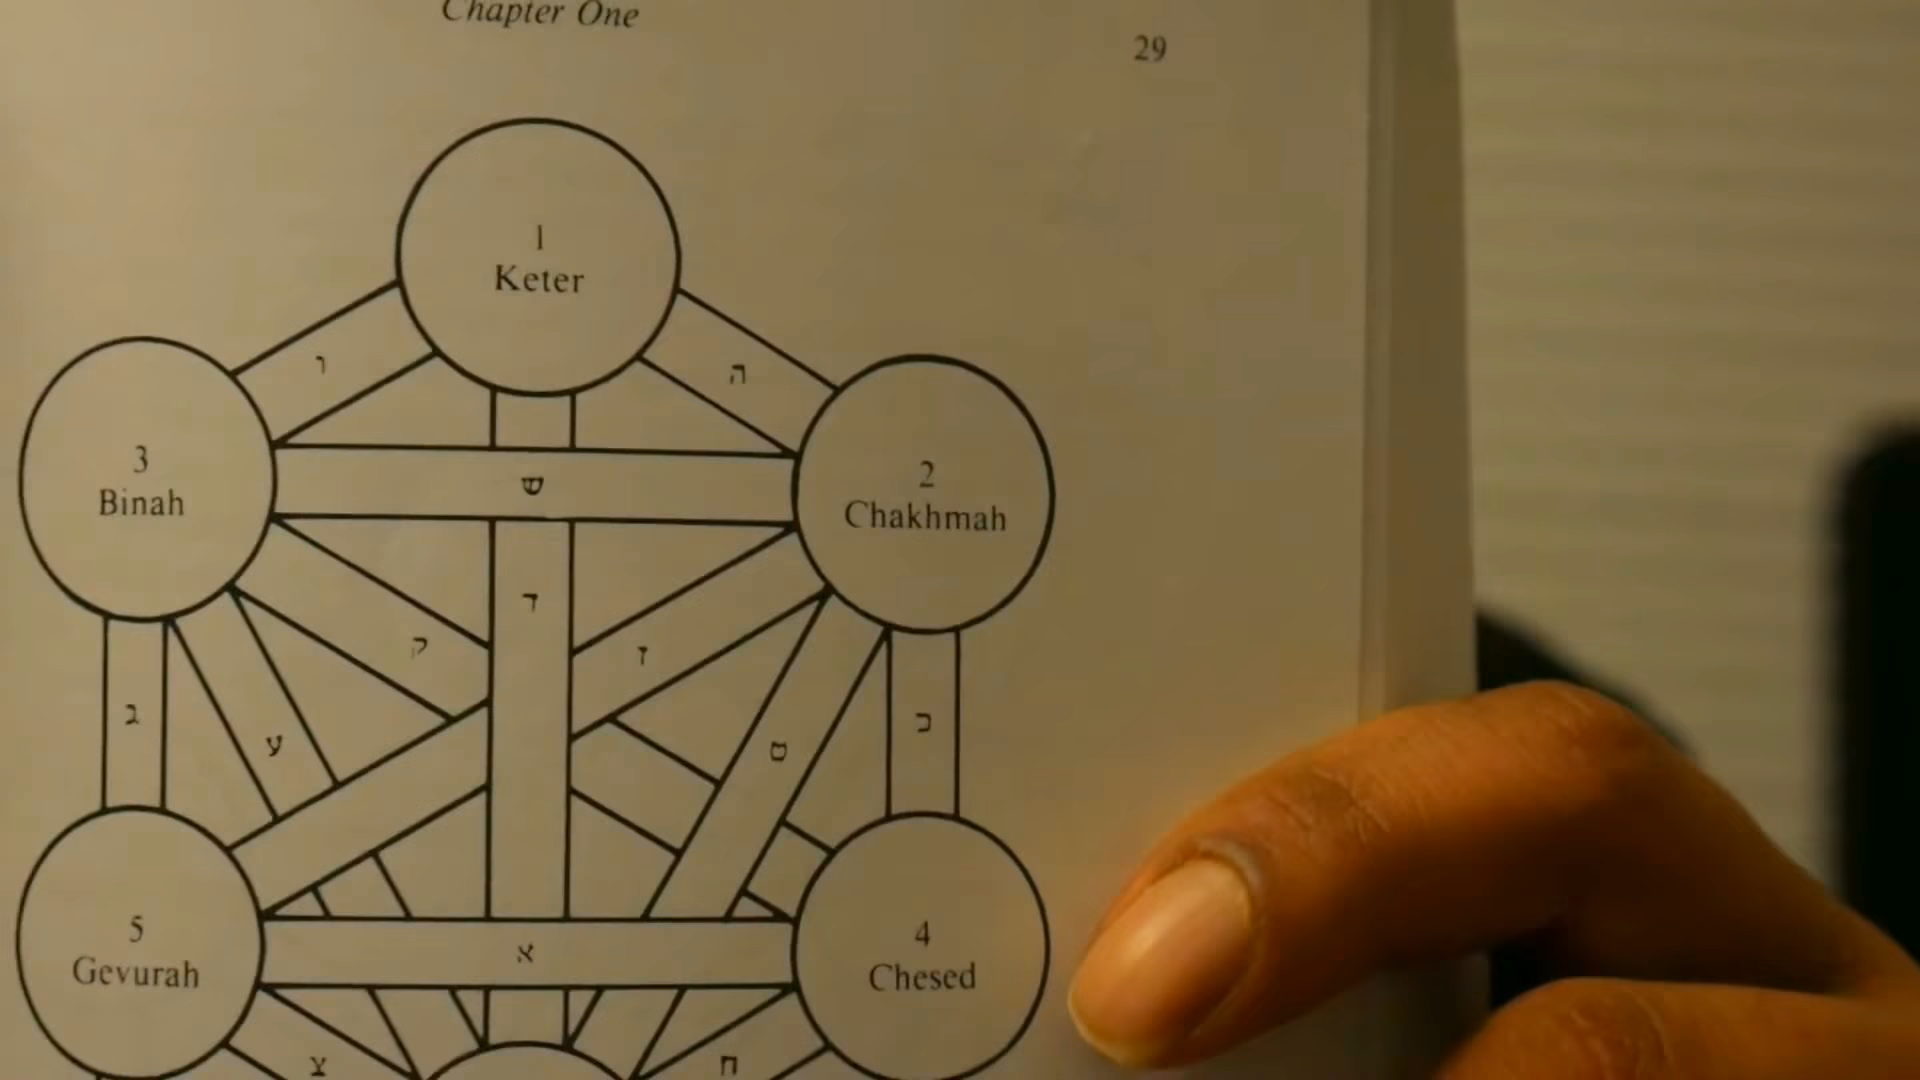 Chapter One
29
1
Keter
ו
ה
3
Binah
2
Chakhmah
ש
ד
ק
ז
ג
ע
ט
כ
5
Gevurah
א
4
Chesed
צ
ח